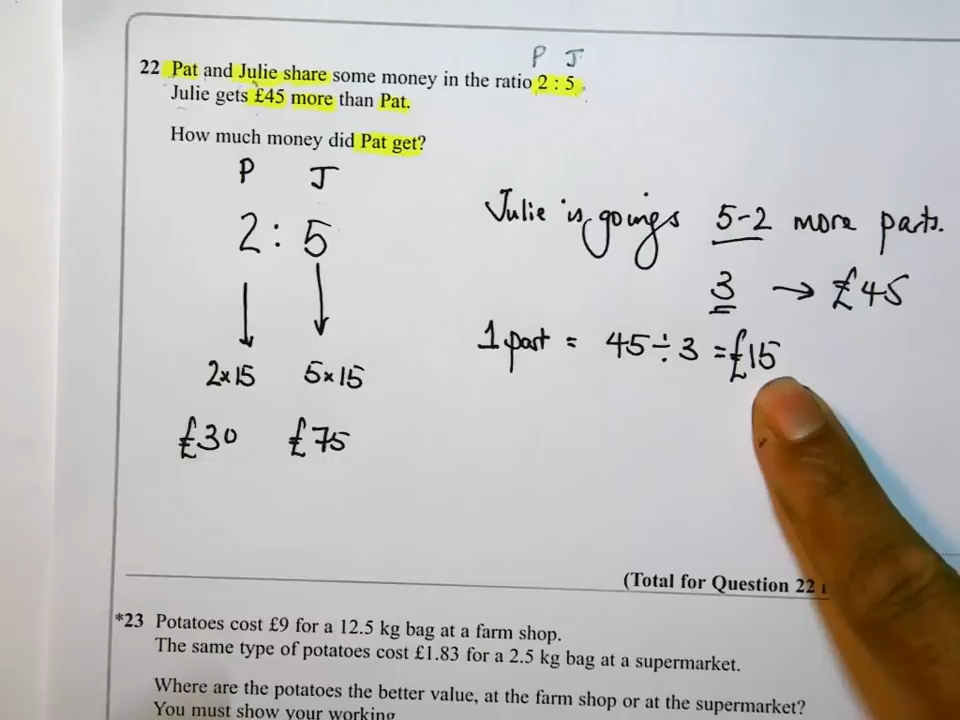 P J
22 Pat and Julie share some money in the ratio 2 : 5.
Julie gets £45 more than Pat.
How much money did Pat get?
P J
2 : 5
2×15 5×15
£30 £75
Julie is goings 5-2 more parts.
3 → £45
1 part = 45 ÷ 3 = £15
(Total for Question 22
*23 Potatoes cost £9 for a 12.5 kg bag at a farm shop.
The same type of potatoes cost £1.83 for a 2.5 kg bag at a supermarket.
Where are the potatoes the better value, at the farm shop or at the supermarket?
You must show your working